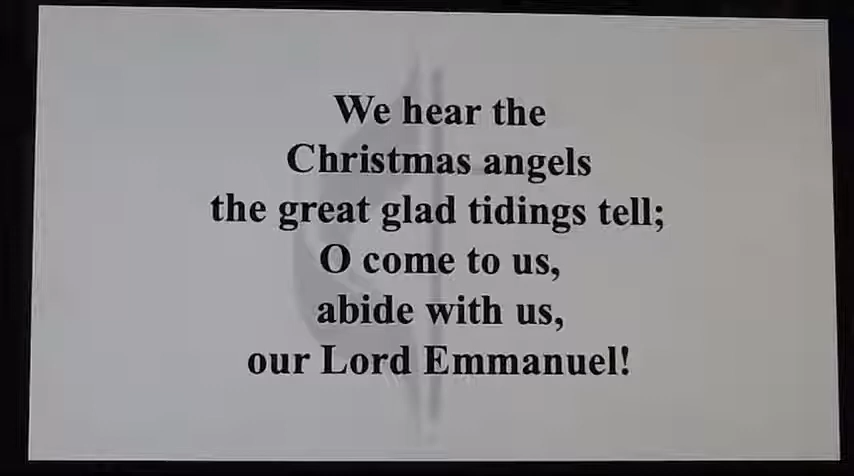 We hear the
Christmas angels
the great glad tidings tell;
O come to us,
abide with us,
our Lord Emmanuel!